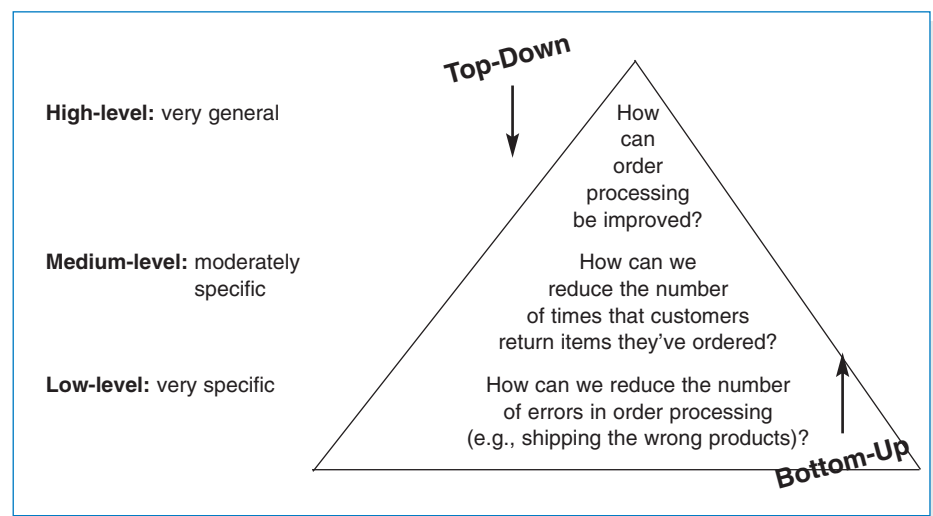 Top-Down
High-level: very general
How
can
order
processing
be improved?
Medium-level: moderately
specific
How can we
reduce the number
of times that customers
return items they've ordered?
Low-level: very specific
How can we reduce the number
of errors in order processing
(e.g., shipping the wrong products)?
Bottom-Up